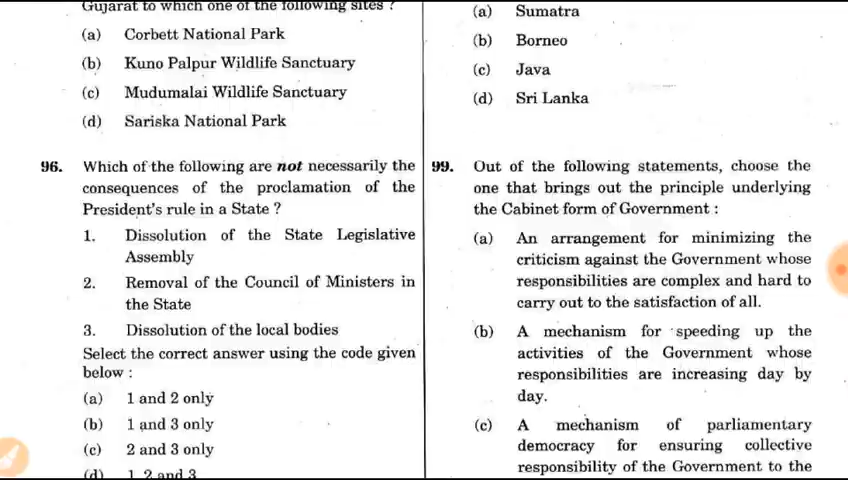 Gujarat to which one of the following sites ?
(a) Corbett National Park
(b) Kuno Palpur Wildlife Sanctuary
(c) Mudumalai Wildlife Sanctuary
(d) Sariska National Park
96. Which of the following are not necessarily the
consequences of the proclamation of the
President's rule in a State ?
1. Dissolution of the State Legislative
Assembly
2. Removal of the Council of Ministers in
the State
3. Dissolution of the local bodies
Select the correct answer using the code given
below :
(a) 1 and 2 only
(b) 1 and 3 only
(c) 2 and 3 only
(d) 1, 2 and 3
(a) Sumatra
(b) Borneo
(c) Java
(d) Sri Lanka
99. Out of the following statements, choose the
one that brings out the principle underlying
the Cabinet form of Government :
(a) An arrangement for minimizing the
criticism against the Government whose
responsibilities are complex and hard to
carry out to the satisfaction of all.
(b) A mechanism for speeding up the
activities of the Government whose
responsibilities are increasing day by
day.
(c) A mechanism of parliamentary
democracy for ensuring collective
responsibility of the Government to the